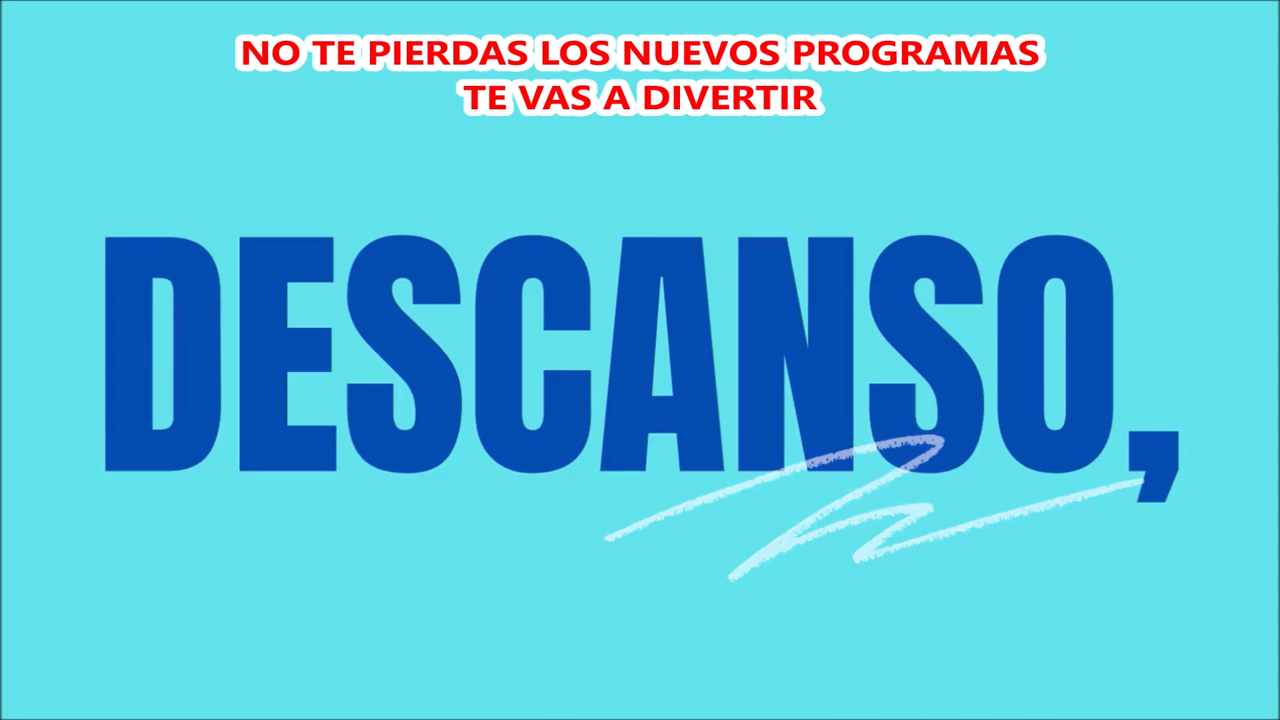 NO TE PIERDAS LOS NUEVOS PROGRAMAS
TE VAS A DIVERTIR
DESCANSO,